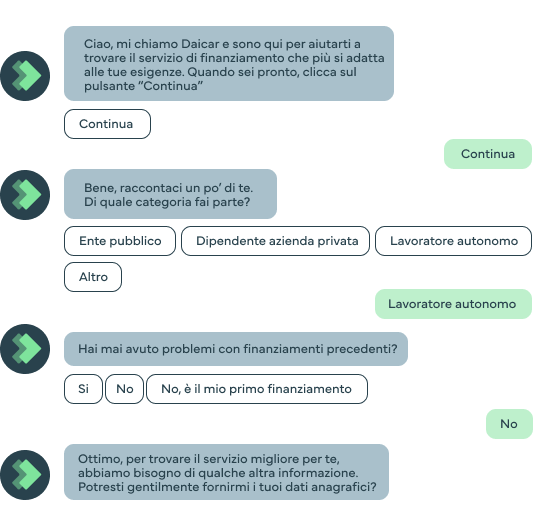 Ciao, mi chiamo Daicar e sono qui per aiutarti a
trovare il servizio di finanziamento che più si adatta
alle tue esigenze. Quando sei pronto, clicca sul
pulsante “Continua”
Continua
Continua
Bene, raccontaci un po’ di te.
Di quale categoria fai parte?
Ente pubblico Dipendente azienda privata Lavoratore autonomo
Altro
Lavoratore autonomo
Hai mai avuto problemi con finanziamenti precedenti?
Si No No, è il mio primo finanziamento
No
Ottimo, per trovare il servizio migliore per te,
abbiamo bisogno di qualche altra informazione.
Potresti gentilmente fornirmi i tuoi dati anagrafici?